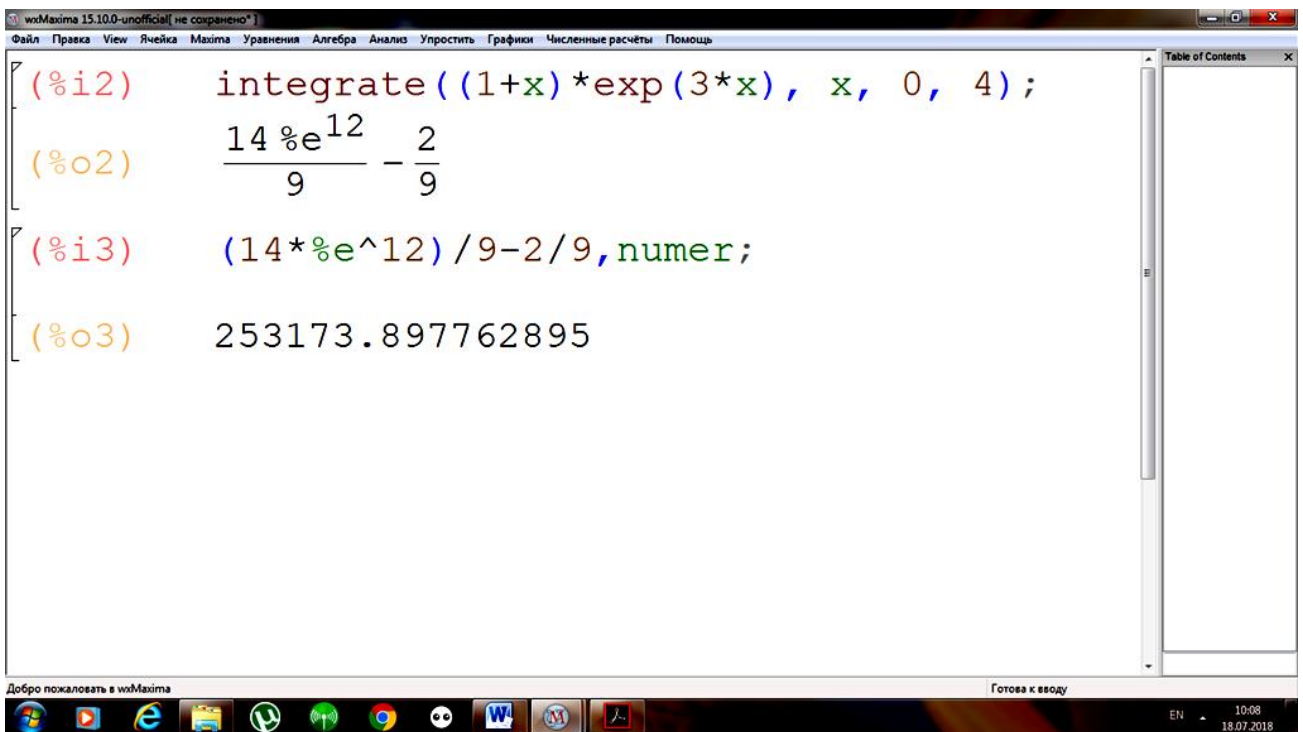 wxMaxima 15.10.0-unofficial[ не сохранено* ]
Файл Правка View Ячейка Maxima Уравнения Алгебра Анализ Упростить Графики Численные расчёты Помощь
Table of Contents
(%i2) integrate((1+x)*exp(3*x), x, 0, 4);
(%o2) 14 %e^12/9 - 2/9
(%i3) (14*%e^12)/9-2/9,numer;
(%o3) 253173.897762895
Добро пожаловать в wxMaxima Готова к вводу
EN 10:08
18.07.2018